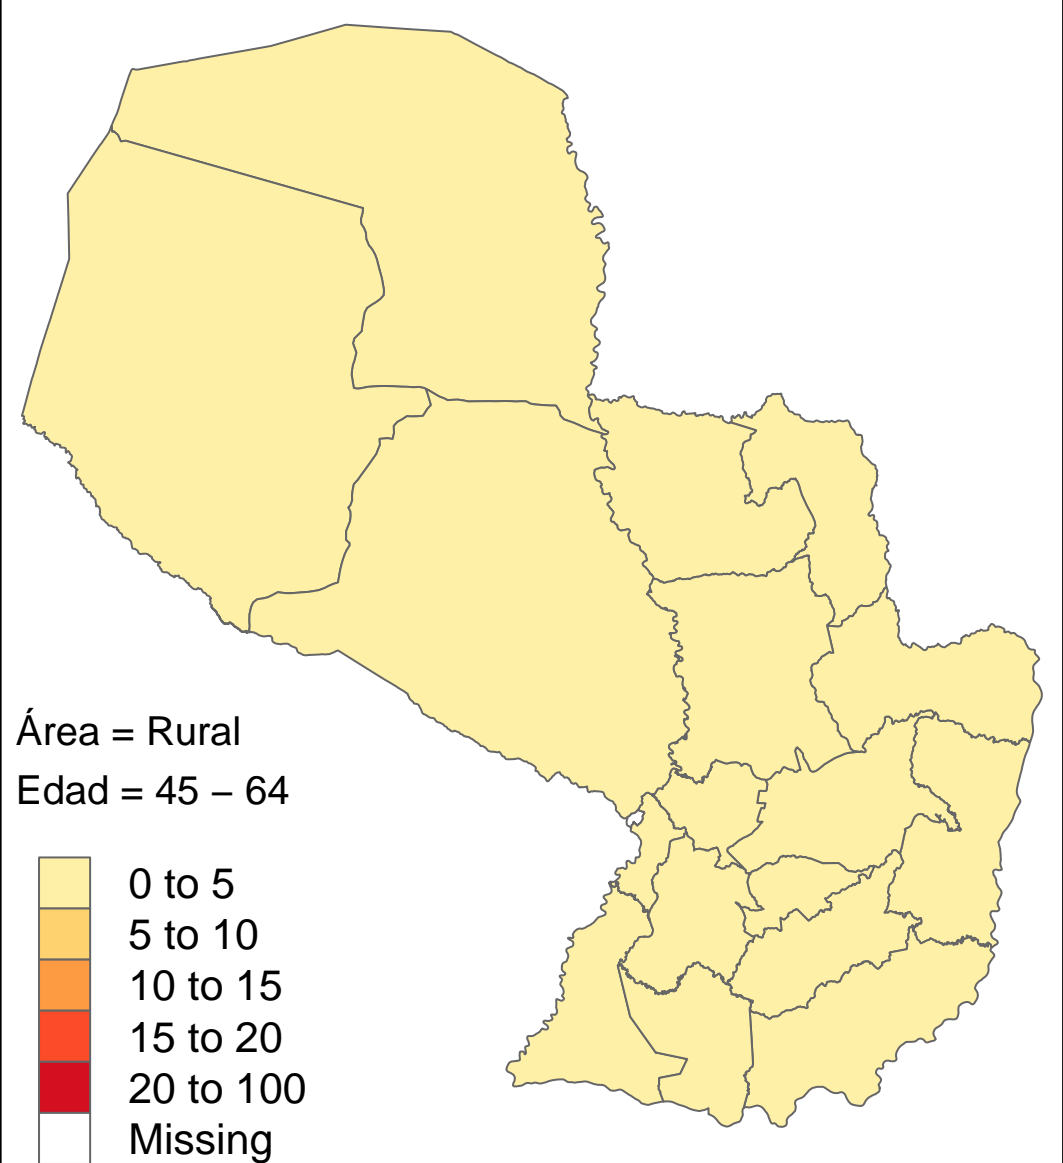 Área = Rural
Edad = 45 – 64
0 to 5
5 to 10
10 to 15
15 to 20
20 to 100
Missing